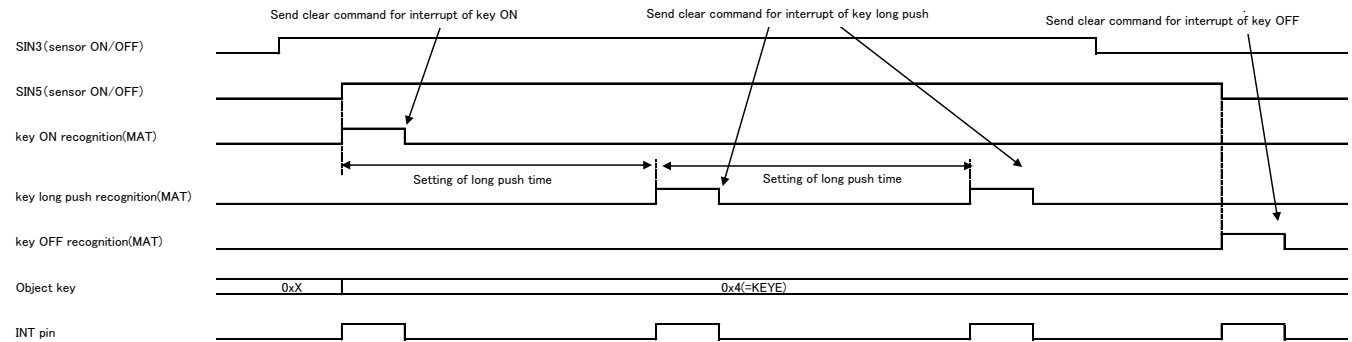 Send clear command for interrupt of key ON
Send clear command for interrupt of key long push
Send clear command for interrupt of key OFF
SIN3(sensor ON/OFF)
SIN5(sensor ON/OFF)
key ON recognition(MAT)
Setting of long push time
Setting of long push time
key long push recognition(MAT)
key OFF recognition(MAT)
Object key
0xX
0x4(=KEYE)
INT pin